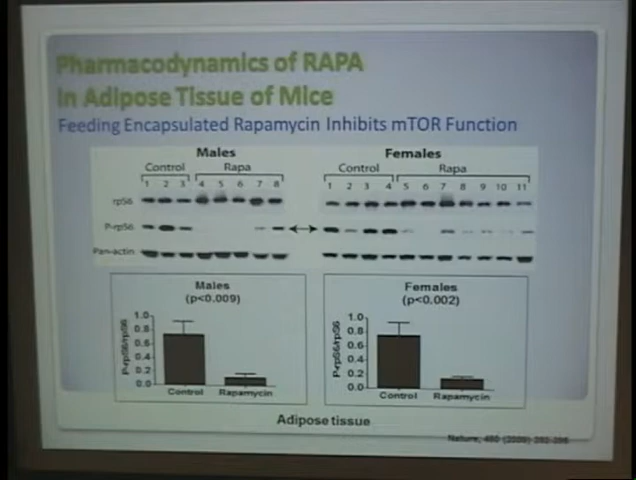 Pharmacodynamics of RAPA
in Adipose Tissue of Mice
Feeding Encapsulated Rapamycin Inhibits mTOR Function
Males Females
Control Rapa Control Rapa
1 2 3 4 5 6 7 8 1 2 3 4 5 6 7 8 9 10 11
rpS6
P-rpS6
Pan-actin
Males
(p<0.009)
P-rpS6/rpS6
1.0
0.8
0.6
0.4
0.2
0.0
Control Rapamycin
Females
(p<0.002)
P-rpS6/rpS6
1.0
0.8
0.6
0.4
0.2
0.0
Control Rapamycin
Adipose tissue
Nature, (2009)